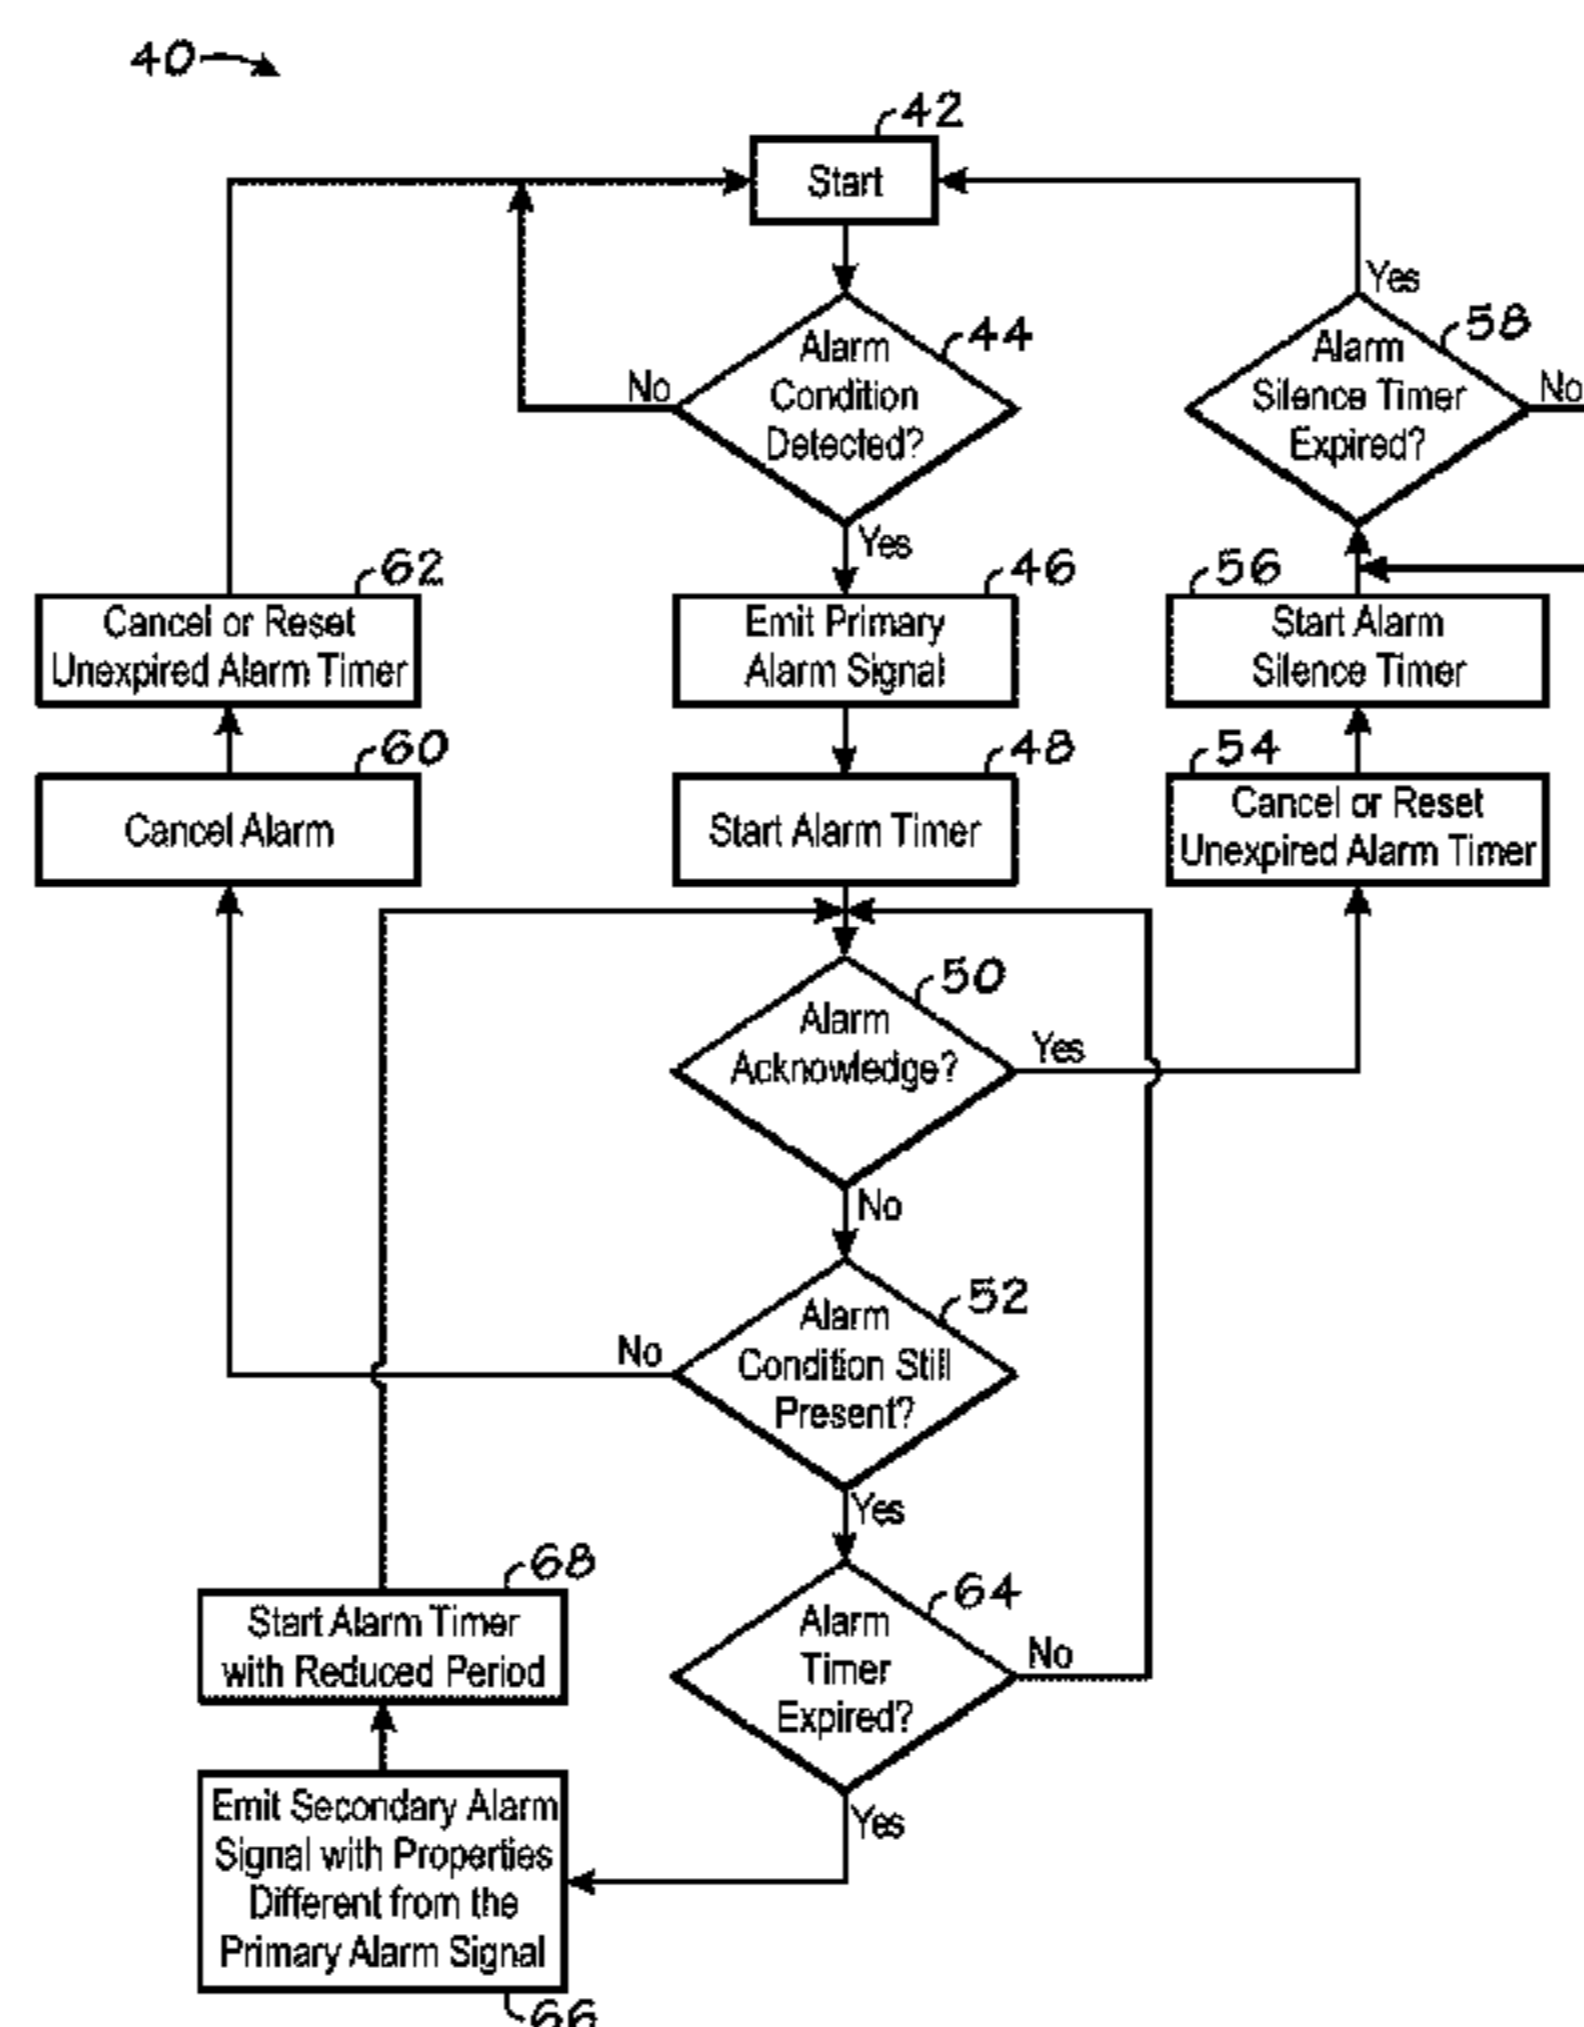 40
42
Start
Yes
44
58
Alarm
Condition
Detected?
No
Alarm
Silence Timer
Expired?
No
Yes
62
Cancel or Reset
Unexpired Alarm Timer
46
Emit Primary
Alarm Signal
56
Start Alarm
Silence Timer
60
Cancel Alarm
48
Start Alarm Timer
54
Cancel or Reset
Unexpired Alarm Timer
50
Alarm
Acknowledge?
Yes
No
52
Alarm
Condition Still
Present?
No
Yes
68
Start Alarm Timer
with Reduced Period
64
Alarm
Timer
Expired?
No
Yes
Emit Secondary Alarm
Signal with Properties
Different from the
Primary Alarm Signal
66